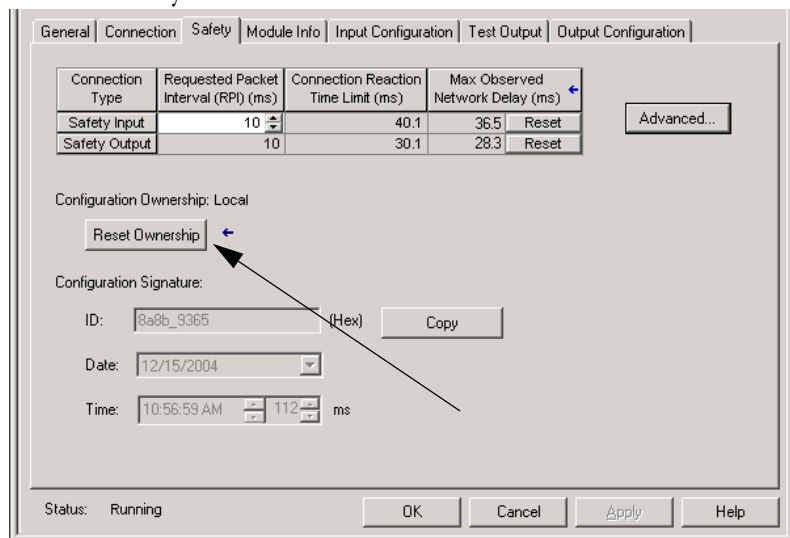 General Connection Safety Module Info Input Configuration Test Output Output Configuration
Connection Type Requested Packet Interval (RPI) (ms) Connection Reaction Time Limit (ms) Max Observed Network Delay (ms)
Safety Input 10 40.1 36.5 Reset
Safety Output 10 30.1 28.3 Reset
Advanced...
Configuration Ownership: Local
Reset Ownership
Configuration Signature:
ID: 8a8b_9365 (Hex) Copy
Date: 12/15/2004
Time: 10:56:59 AM 112 ms
Status: Running OK Cancel Apply Help